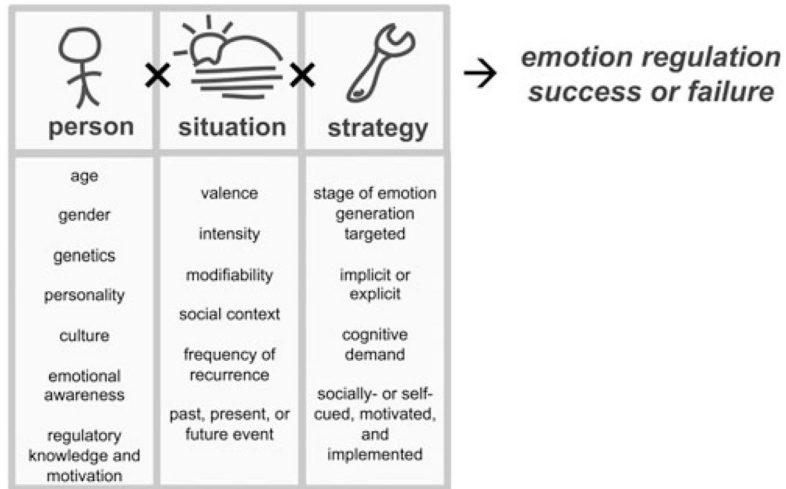 person
×
situation
×
strategy
→
emotion regulation
success or failure
age
gender
genetics
personality
culture
emotional
awareness
regulatory
knowledge and
motivation
valence
intensity
modifiability
social context
frequency of
recurrence
past, present, or
future event
stage of emotion
generation
targeted
implicit or
explicit
cognitive
demand
socially- or self-
cued, motivated,
and
implemented